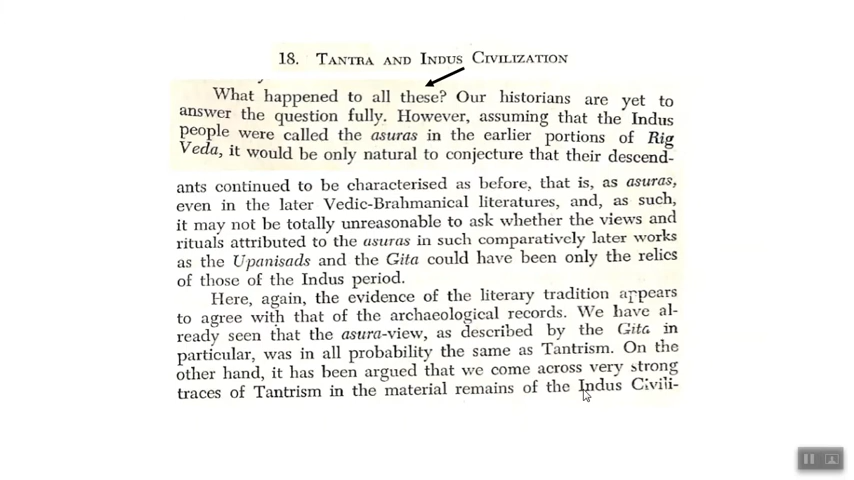 18. TANTRA AND INDUS CIVILIZATION
What happened to all these? Our historians are yet to
answer the question fully. However, assuming that the Indus
people were called the asuras in the earlier portions of Rig
Veda, it would be only natural to conjecture that their descend-
ants continued to be characterised as before, that is, as asuras,
even in the later Vedic-Brahmanical literatures, and, as such,
it may not be totally unreasonable to ask whether the views and
rituals attributed to the asuras in such comparatively later works
as the Upanisads and the Gita could have been only the relics
of those of the Indus period.
Here, again, the evidence of the literary tradition appears
to agree with that of the archaeological records. We have al-
ready seen that the asura-view, as described by the Gita in
particular, was in all probability the same as Tantrism. On the
other hand, it has been argued that we come across very strong
traces of Tantrism in the material remains of the Indus Civili-